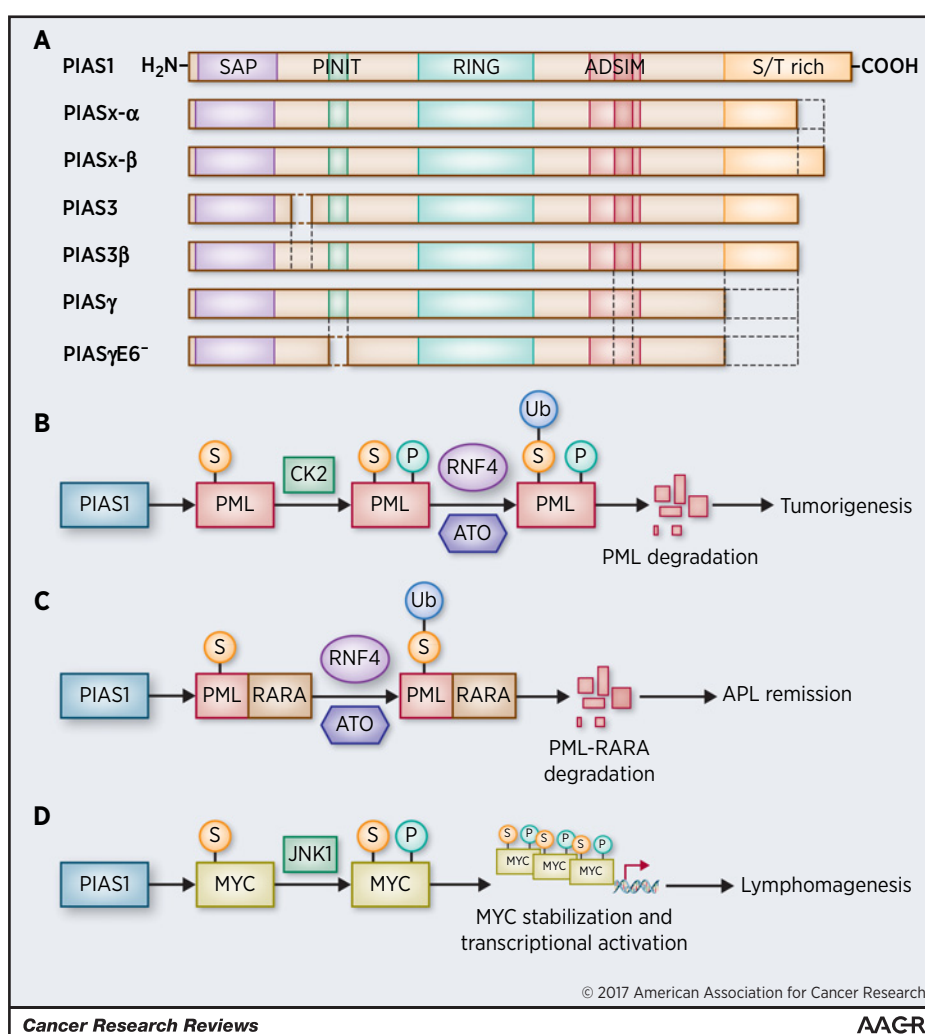 A
PIAS1 H₂N- SAP PINIT RING ADSIM S/T rich -COOH
PIASx-α
PIASx-β
PIAS3
PIAS3β
PIASγ
PIASγE6⁻
B
Ub
S S P S P
CK2 RNF4
PIAS1 PML PML PML Tumorigenesis
ATO
PML degradation
C
Ub
S S
RNF4
PIAS1 PML RARA PML RARA APL remission
ATO
PML-RARA
degradation
D
S S P S P S P S P
JNK1
PIAS1 MYC MYC MYC MYC MYC Lymphomagenesis
MYC stabilization and
transcriptional activation
© 2017 American Association for Cancer Research
Cancer Research Reviews AACR